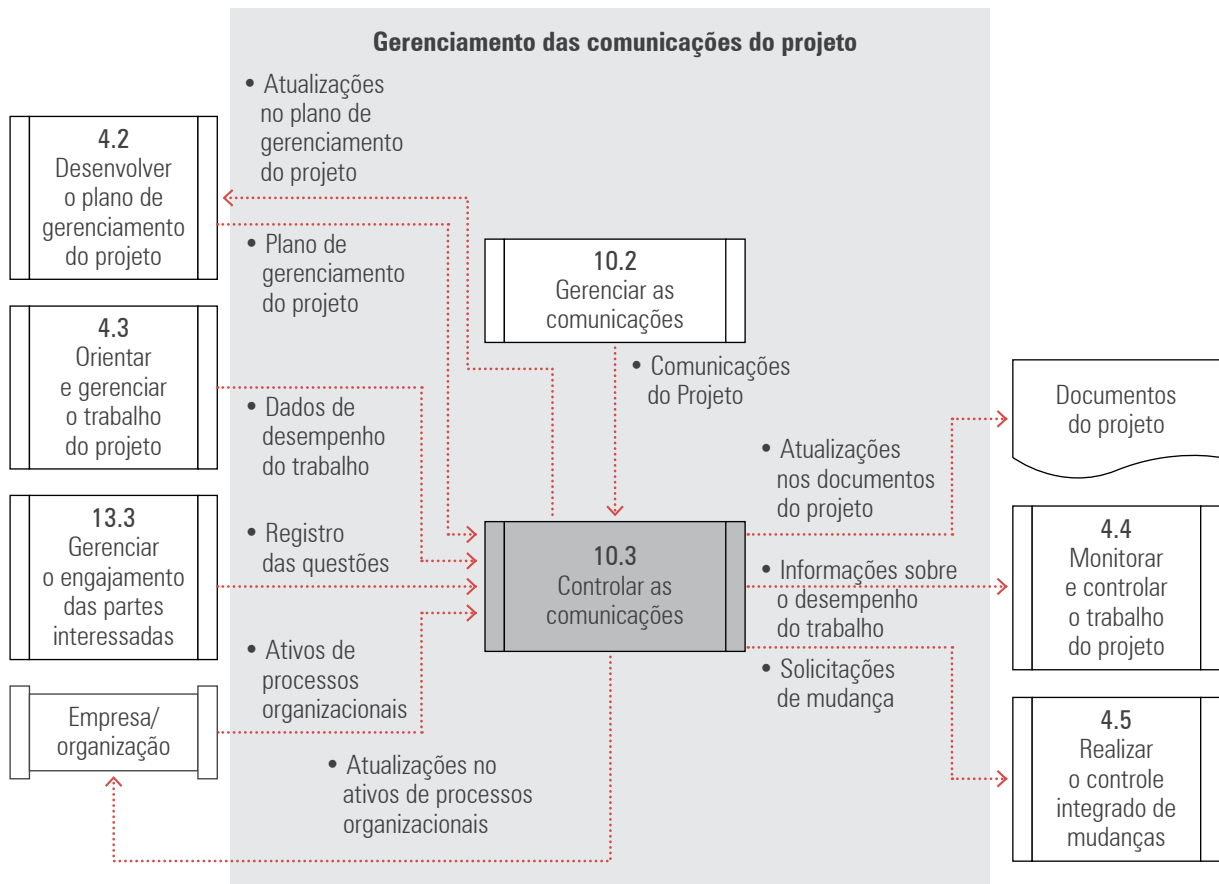 Gerenciamento das comunicações do projeto
• Atualizações
no plano de
gerenciamento
do projeto
4.2
Desenvolver
o plano de
gerenciamento
do projeto
• Plano de
gerenciamento
do projeto
10.2
Gerenciar as
comunicações
4.3
Orientar
e gerenciar
o trabalho
do projeto
• Comunicações
do Projeto
Documentos
do projeto
• Dados de
desempenho
do trabalho
• Atualizações
nos documentos
do projeto
13.3
Gerenciar
o engajamento
das partes
interessadas
• Registro
das questões
10.3
Controlar as
comunicações
• Informações sobre
o desempenho
do trabalho
4.4
Monitorar
e controlar
o trabalho
do projeto
• Ativos de
processos
organizacionais
• Solicitações
de mudança
Empresa/
organização
• Atualizações no
ativos de processos
organizacionais
4.5
Realizar
o controle
integrado de
mudanças